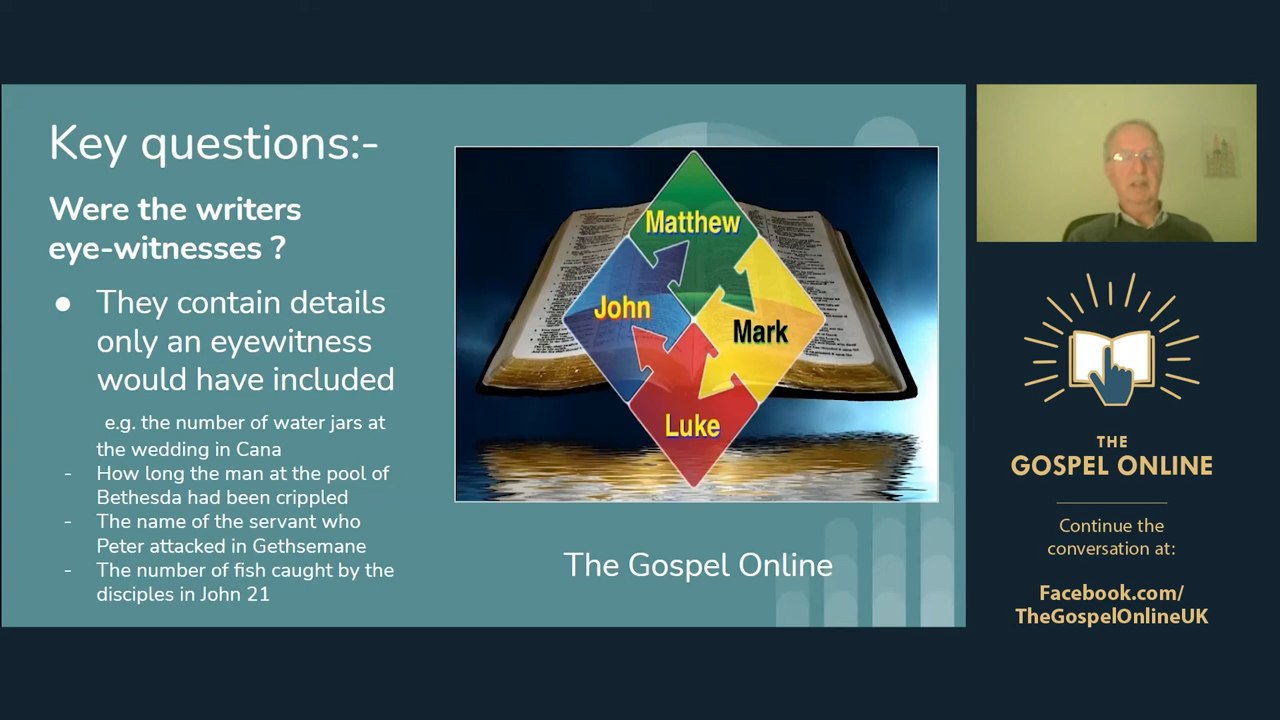 Key questions:-
Were the writers
eye-witnesses ?
● They contain details
only an eyewitness
would have included
e.g. the number of water jars at
the wedding in Cana
- How long the man at the pool of
Bethesda had been crippled
- The name of the servant who
Peter attacked in Gethsemane
- The number of fish caught by the
disciples in John 21
Matthew
John
Mark
Luke
The Gospel Online
THE
GOSPEL ONLINE
Continue the
conversation at:
Facebook.com/
TheGospelOnlineUK